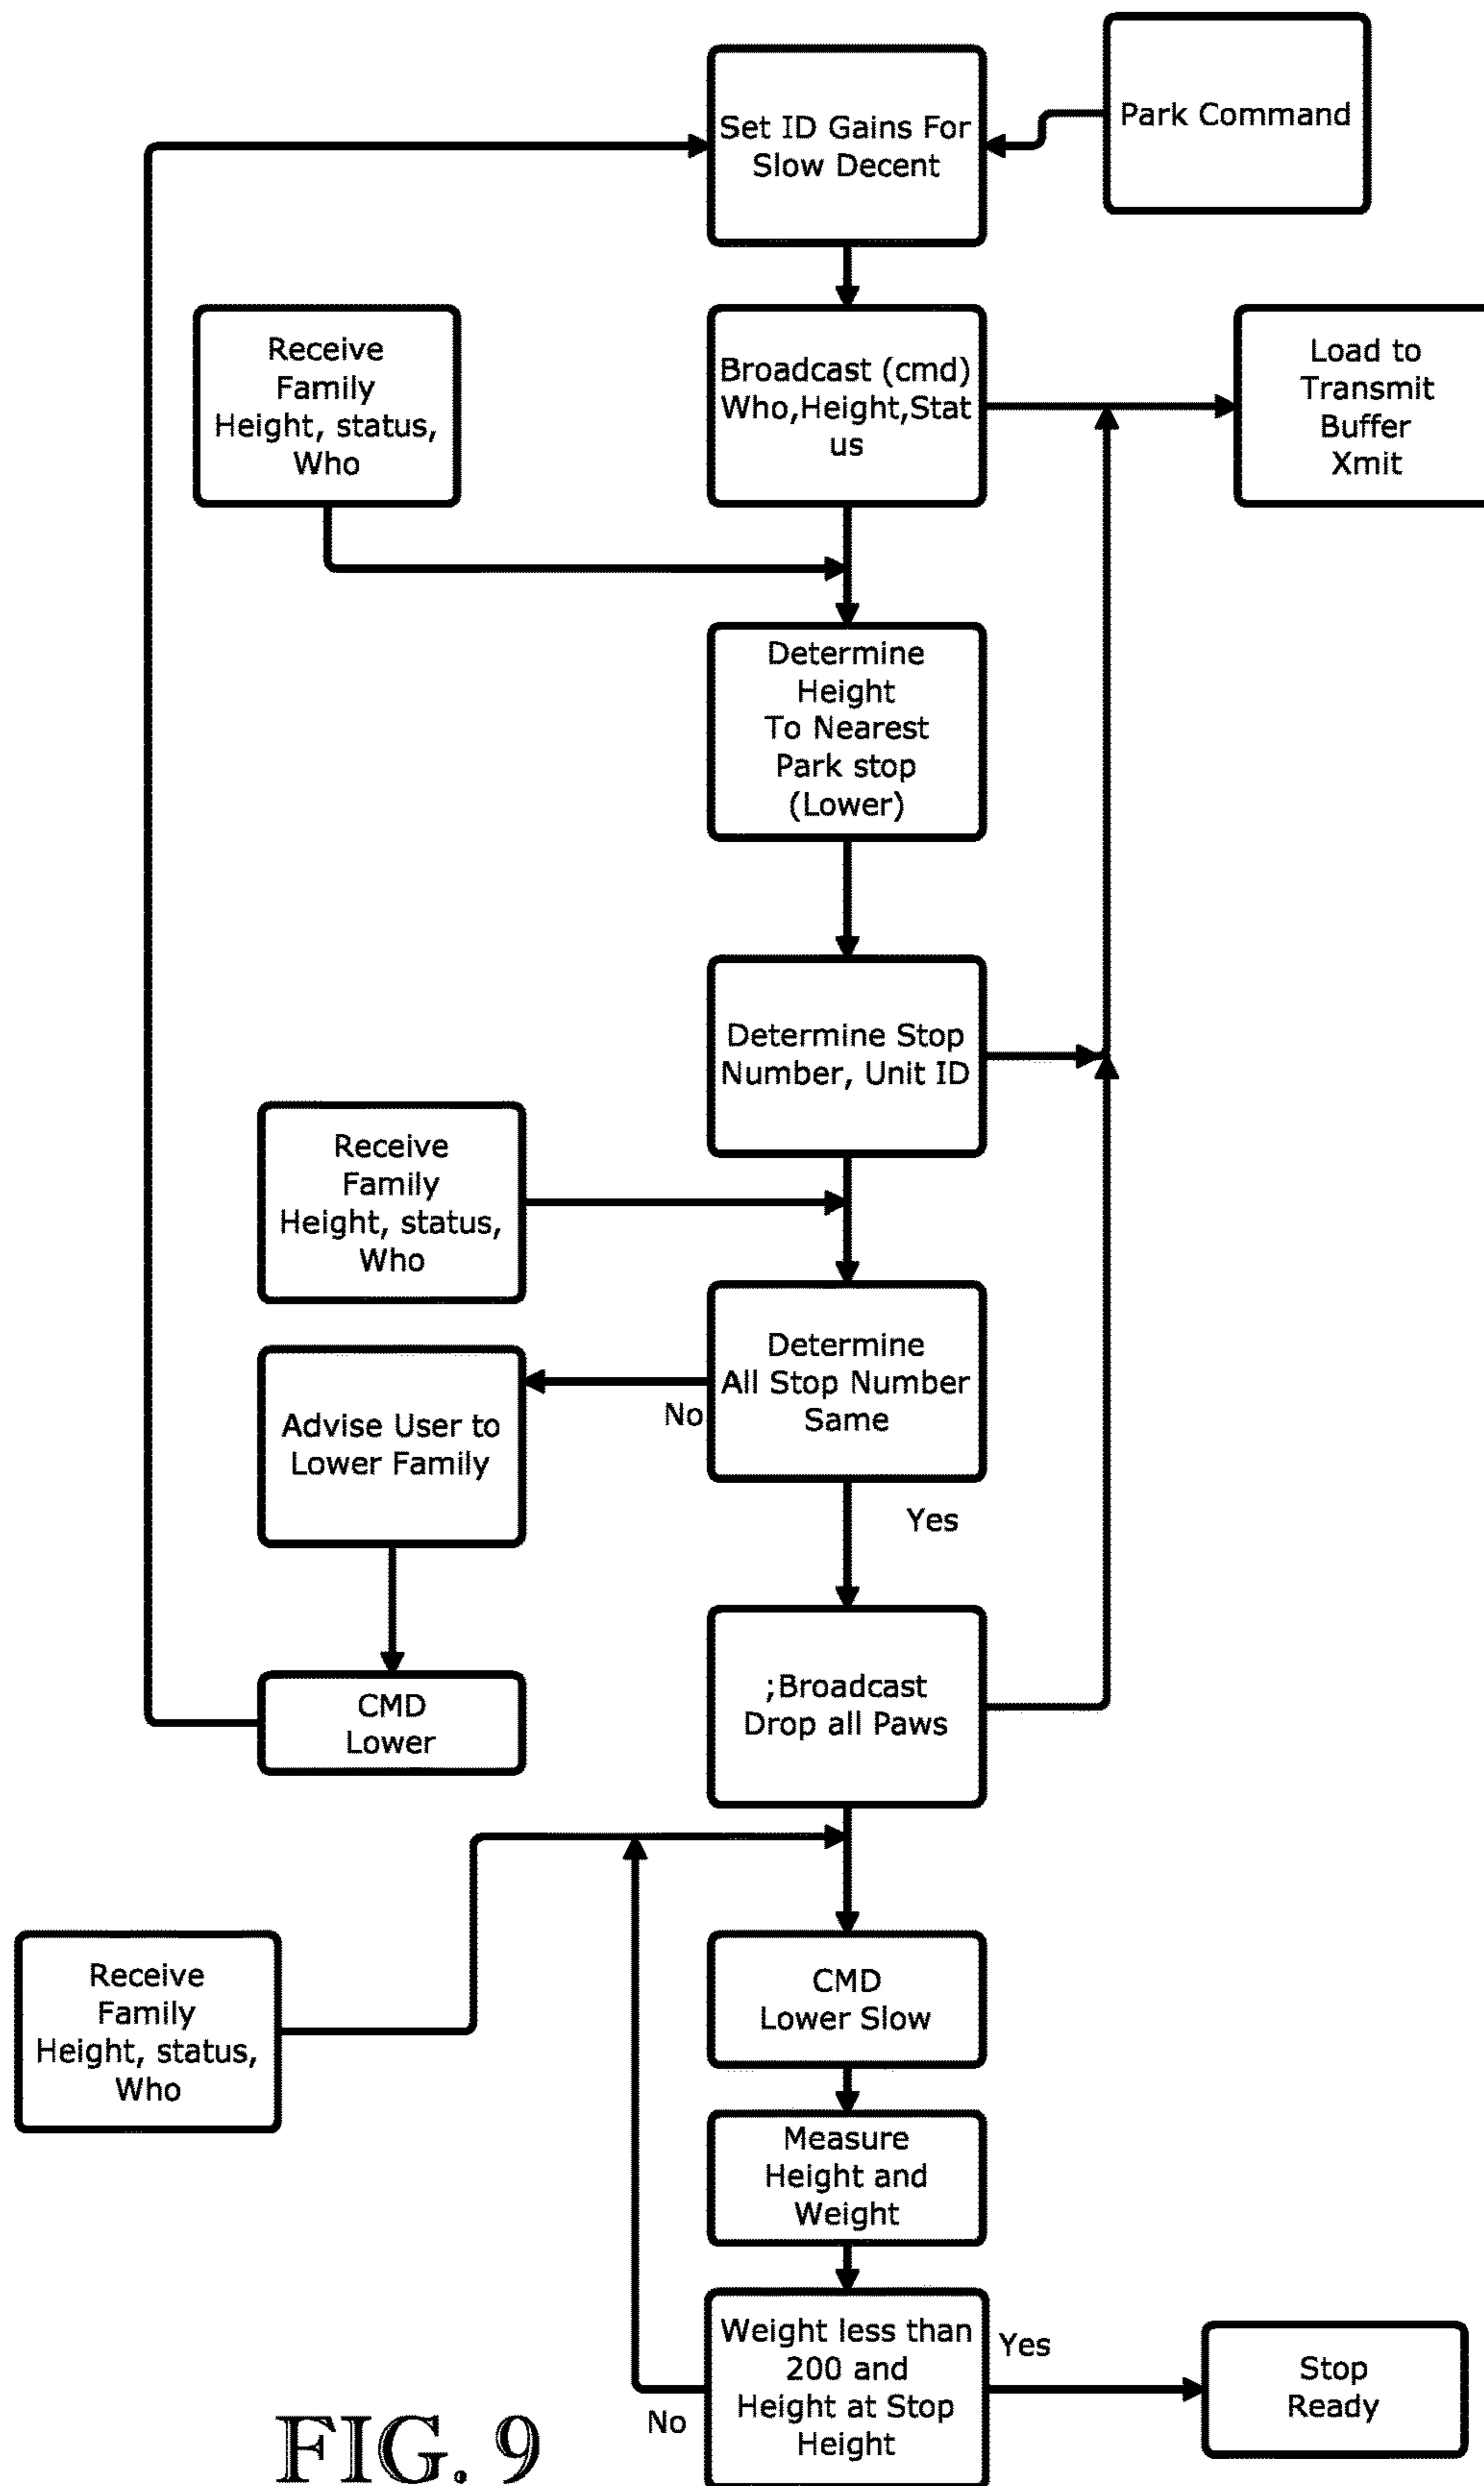 Park Command
Set ID Gains For
Slow Decent
Receive
Family
Height, status,
Who
Broadcast (cmd)
Who,Height,Stat
us
Load to
Transmit
Buffer
Xmit
Determine
Height
To Nearest
Park stop
(Lower)
Determine Stop
Number, Unit ID
Receive
Family
Height, status,
Who
Determine
All Stop Number
Same
No
Advise User to
Lower Family
Yes
CMD
Lower
;Broadcast
Drop all Paws
Receive
Family
Height, status,
Who
CMD
Lower Slow
Measure
Height and
Weight
Weight less than
200 and
Height at Stop
Height
Yes
No
Stop
Ready
FIG. 9